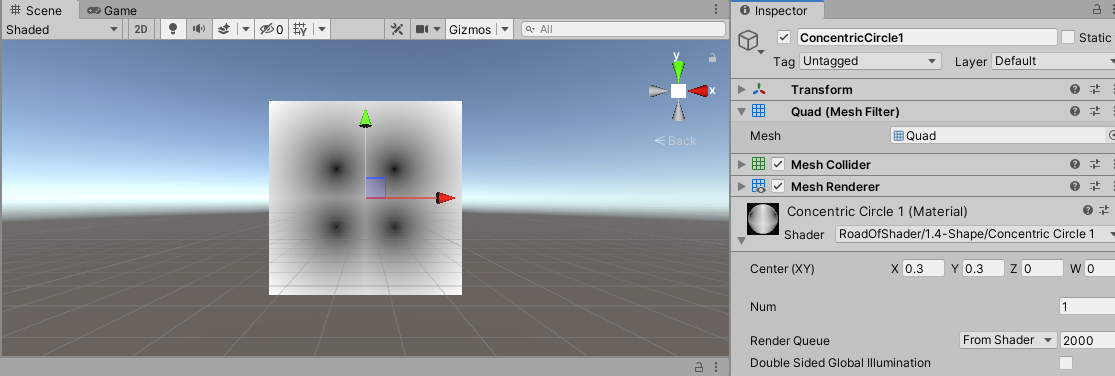 Scene Game
Shaded 2D 0 Gizmos All
y
x
Back
Inspector
ConcentricCircle1 Static
Tag Untagged Layer Default
Transform
Quad (Mesh Filter)
Mesh Quad
Mesh Collider
Mesh Renderer
Concentric Circle 1 (Material)
Shader RoadOfShader/1.4-Shape/Concentric Circle 1
Center (XY) X 0.3 Y 0.3 Z 0 W 0
Num 1
Render Queue From Shader 2000
Double Sided Global Illumination